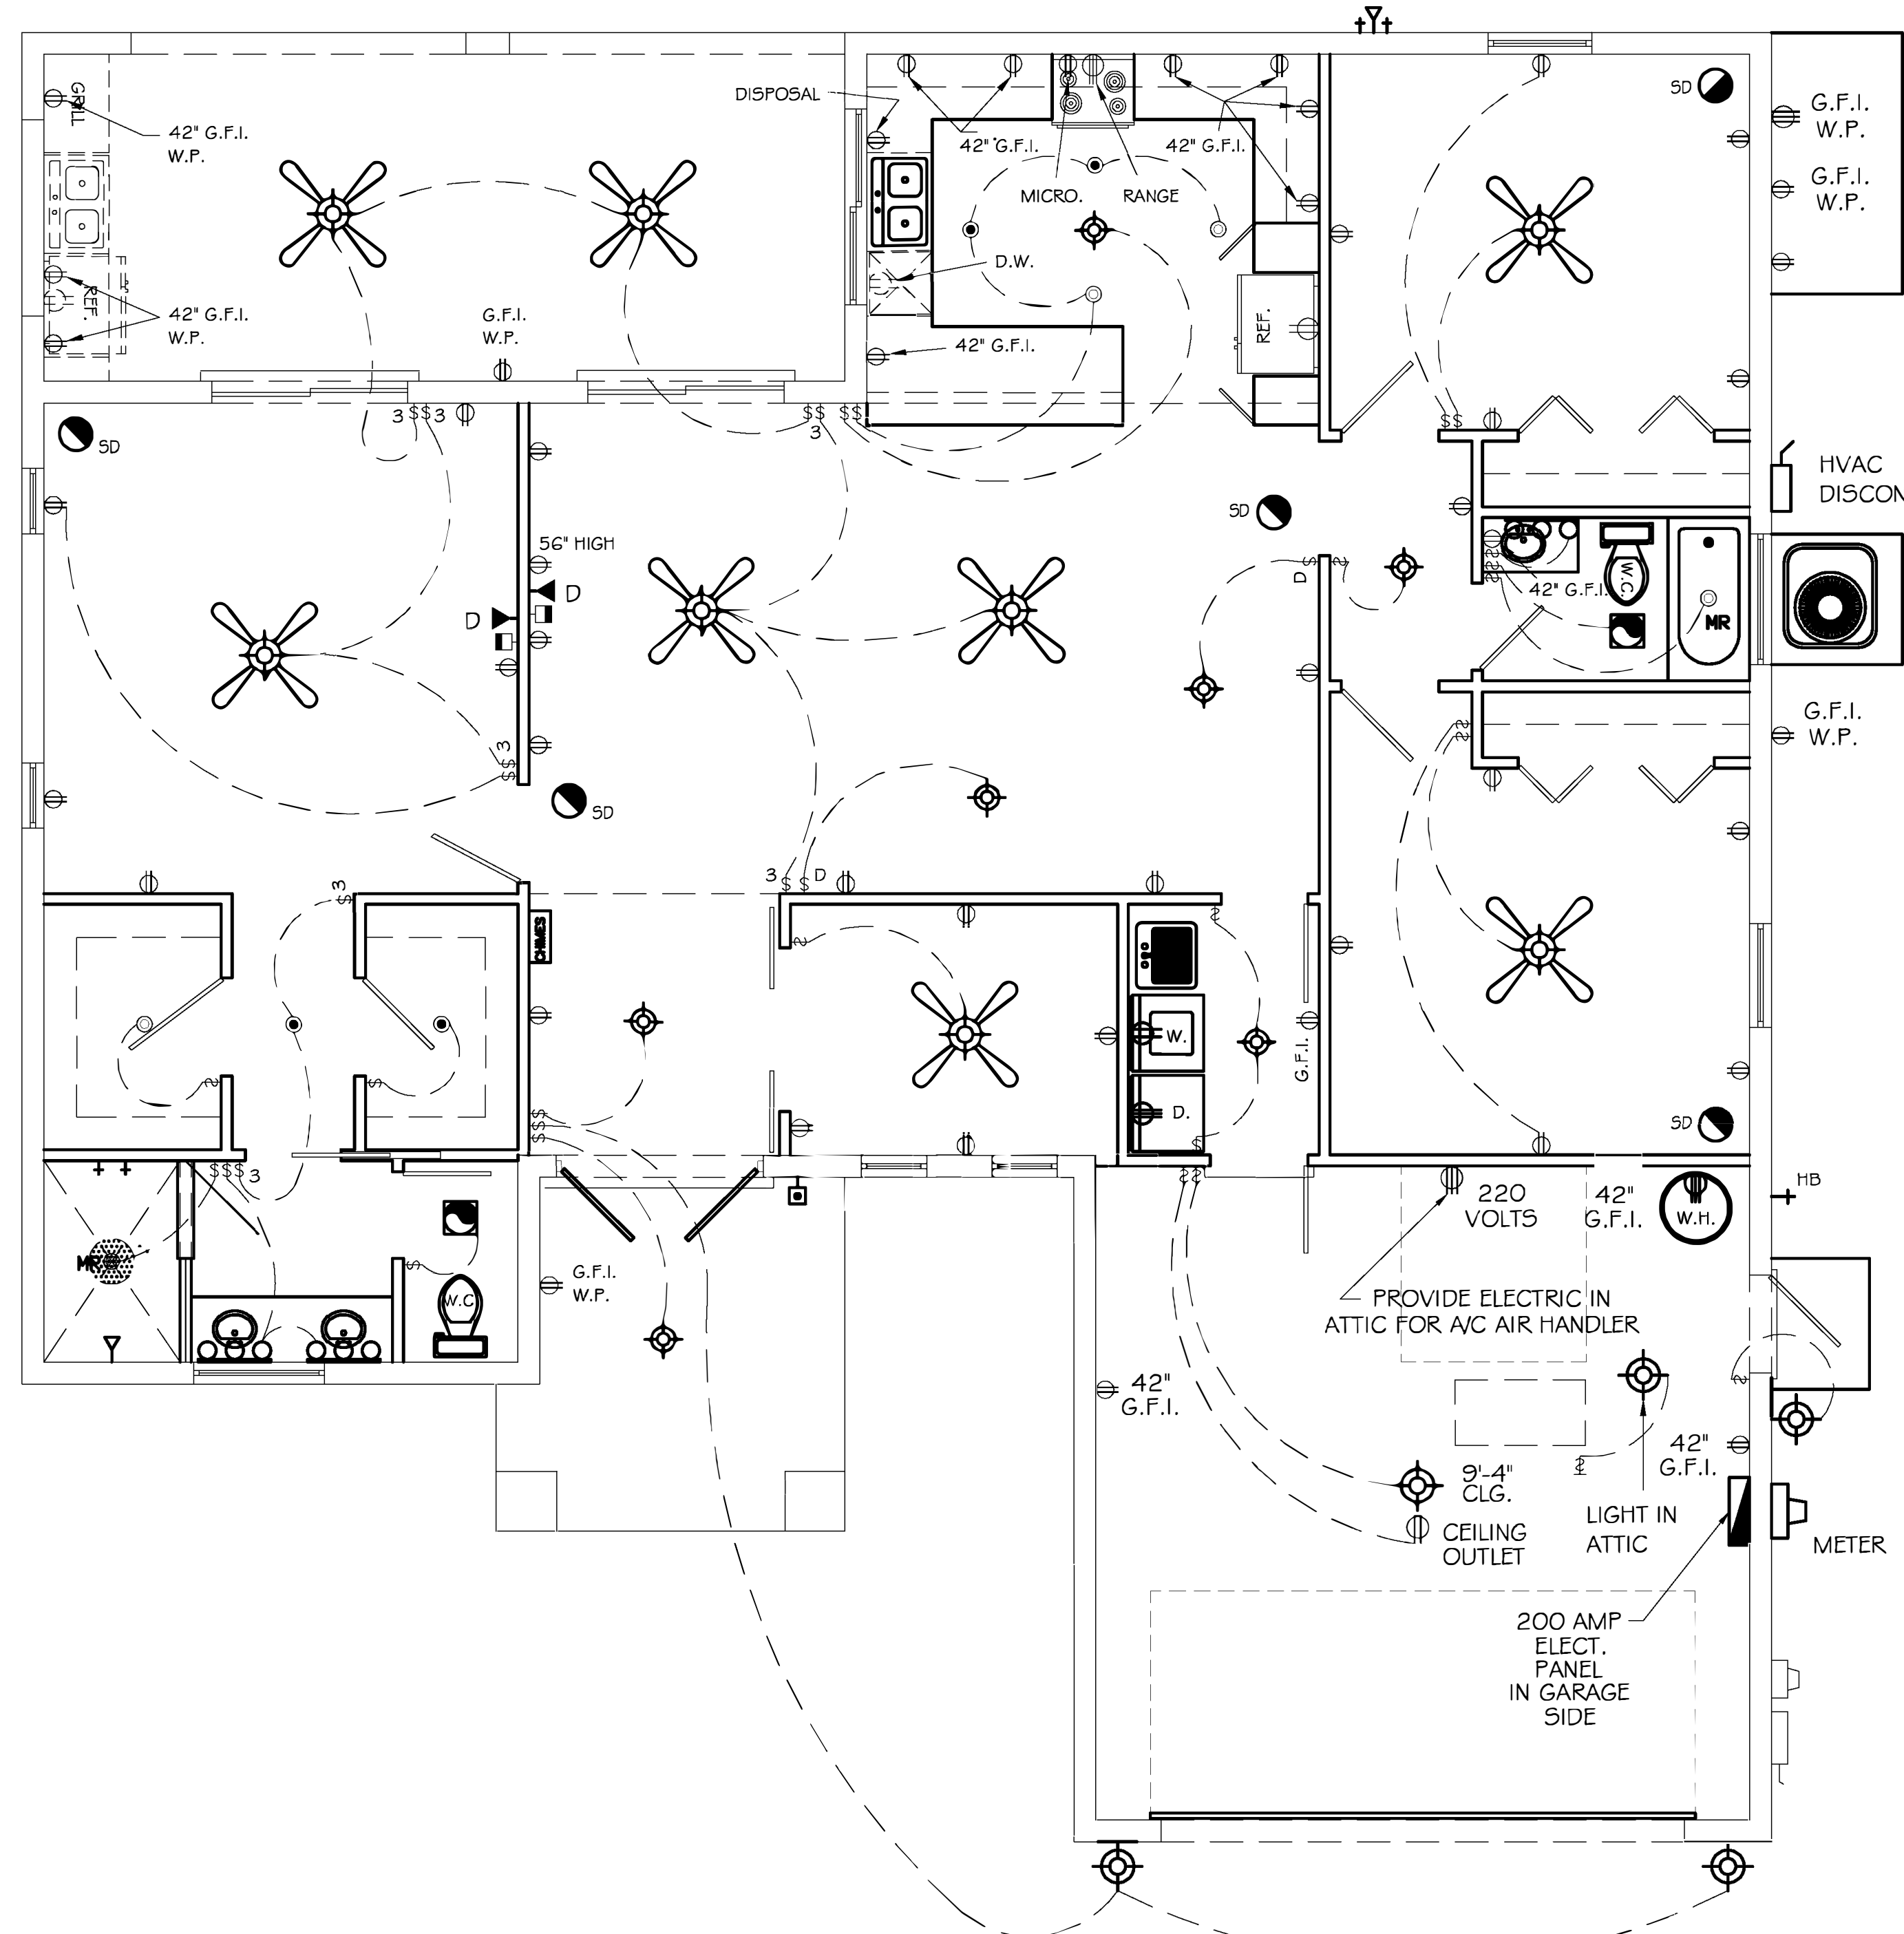 GRILL
42" G.F.I.
W.P.
REF.
42" G.F.I.
W.P.
G.F.I.
W.P.
DISPOSAL
42" G.F.I.
42" G.F.I.
MICRO.
RANGE
D.W.
REF.
42" G.F.I.
SD
G.F.I.
W.P.
G.F.I.
W.P.
3
3
3
SD
SD
HVAC
DISCON
56" HIGH
D
D
D
42" G.F.I.
W.C
MR
G.F.I.
W.P.
3
SD
3
3
D
CHIMES
W.
D.
G.F.I.
SD
3
MR
W.C
G.F.I.
W.P.
220
VOLTS
42"
G.F.I.
W.H.
HB
PROVIDE ELECTRIC IN
ATTIC FOR A/C AIR HANDLER
42"
G.F.I.
9'-4"
CLG.
CEILING
OUTLET
LIGHT IN
ATTIC
42"
G.F.I.
METER
200 AMP
ELECT.
PANEL
IN GARAGE
SIDE